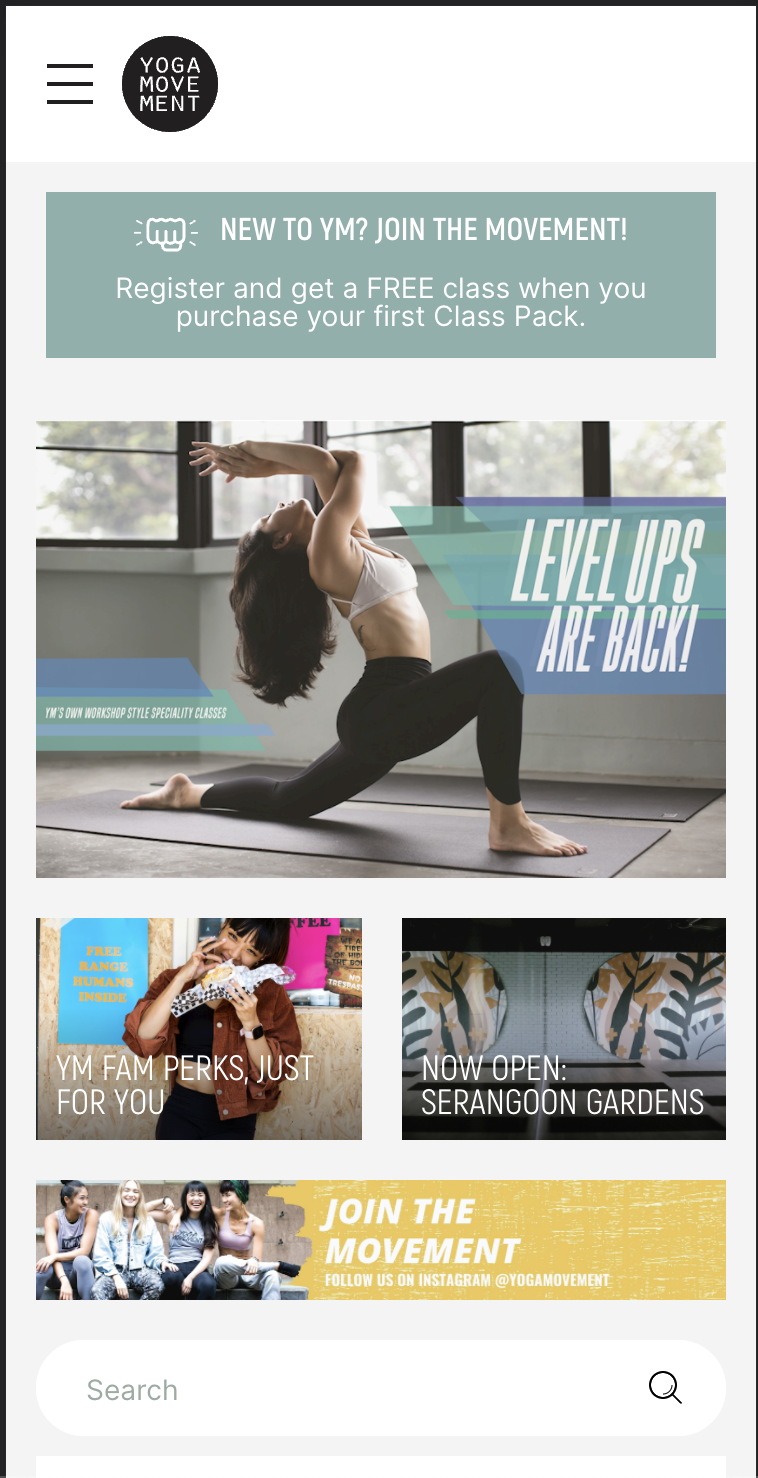 YOGA
MOVE
MENT
NEW TO YM? JOIN THE MOVEMENT!
Register and get a FREE class when you
purchase your first Class Pack.
LEVEL UPS
ARE BACK!
YM'S OWN WORKSHOP STYLE SPECIALITY CLASSES
FREE
RANGE
HUMANS
INSIDE
YM FAM PERKS, JUST
FOR YOU
NOW OPEN:
SERANGOON GARDENS
JOIN THE
MOVEMENT
FOLLOW US ON INSTAGRAM @YOGAMOVEMENT
Search